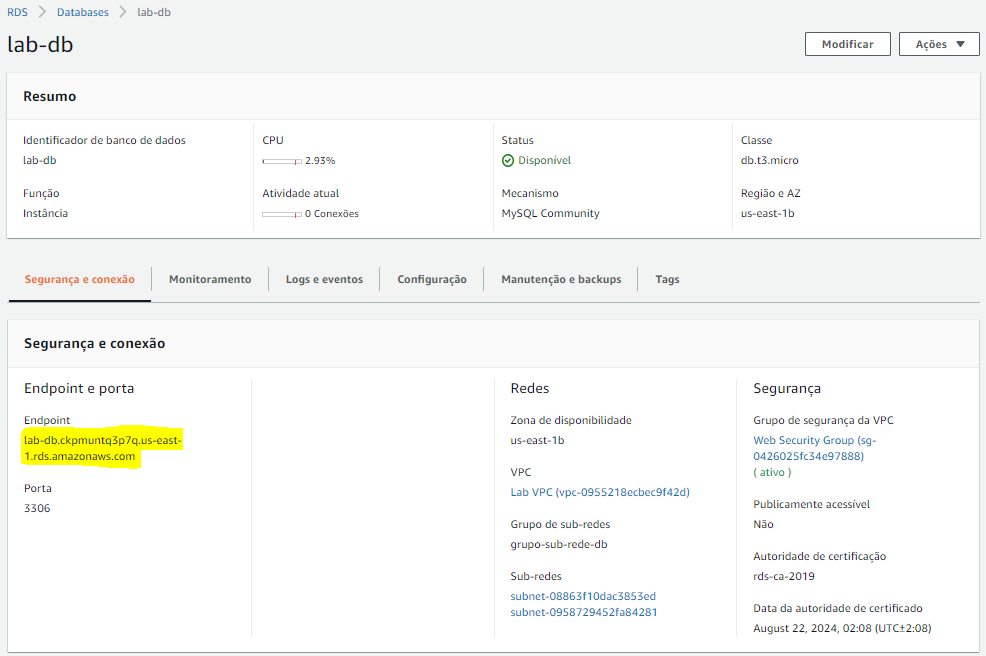 RDS > Databases > lab-db
lab-db
Modificar
Ações
Resumo
Identificador de banco de dados
lab-db
CPU
2.93%
Status
Disponível
Classe
db.t3.micro
Função
Instância
Atividade atual
0 Conexões
Mecanismo
MySQL Community
Região e AZ
us-east-1b
Segurança e conexão
Monitoramento
Logs e eventos
Configuração
Manutenção e backups
Tags
Segurança e conexão
Endpoint e porta
Endpoint
lab-db.ckpmuntq3p7q.us-east-
1.rds.amazonaws.com
Porta
3306
Redes
Zona de disponibilidade
us-east-1b
VPC
Lab VPC (vpc-0955218ecbec9f42d)
Grupo de sub-redes
grupo-sub-rede-db
Sub-redes
subnet-08863f10dac3853ed
subnet-0958729452fa84281
Segurança
Grupo de segurança da VPC
Web Security Group (sg-
0426025fc34e97888)
( ativo )
Publicamente acessível
Não
Autoridade de certificação
rds-ca-2019
Data da autoridade de certificado
August 22, 2024, 02:08 (UTC±2:08)